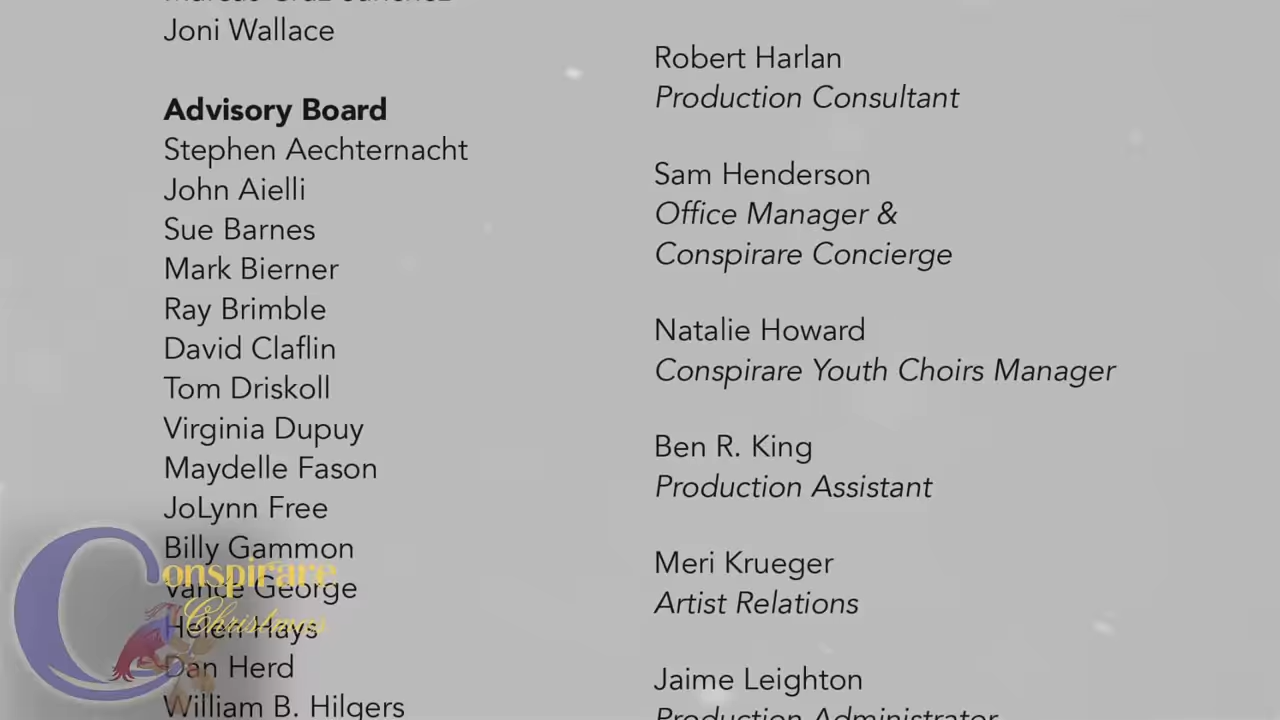 Joni Wallace
Advisory Board
Stephen Aechternacht
John Aielli
Sue Barnes
Mark Bierner
Ray Brimble
David Claflin
Tom Driskoll
Virginia Dupuy
Maydelle Fason
JoLynn Free
Billy Gammon
Vance George
Helen Hays
Dan Herd
William B. Hilgers
Conspirare
Christmas
Robert Harlan
Production Consultant
Sam Henderson
Office Manager &
Conspirare Concierge
Natalie Howard
Conspirare Youth Choirs Manager
Ben R. King
Production Assistant
Meri Krueger
Artist Relations
Jaime Leighton
Production Administrator